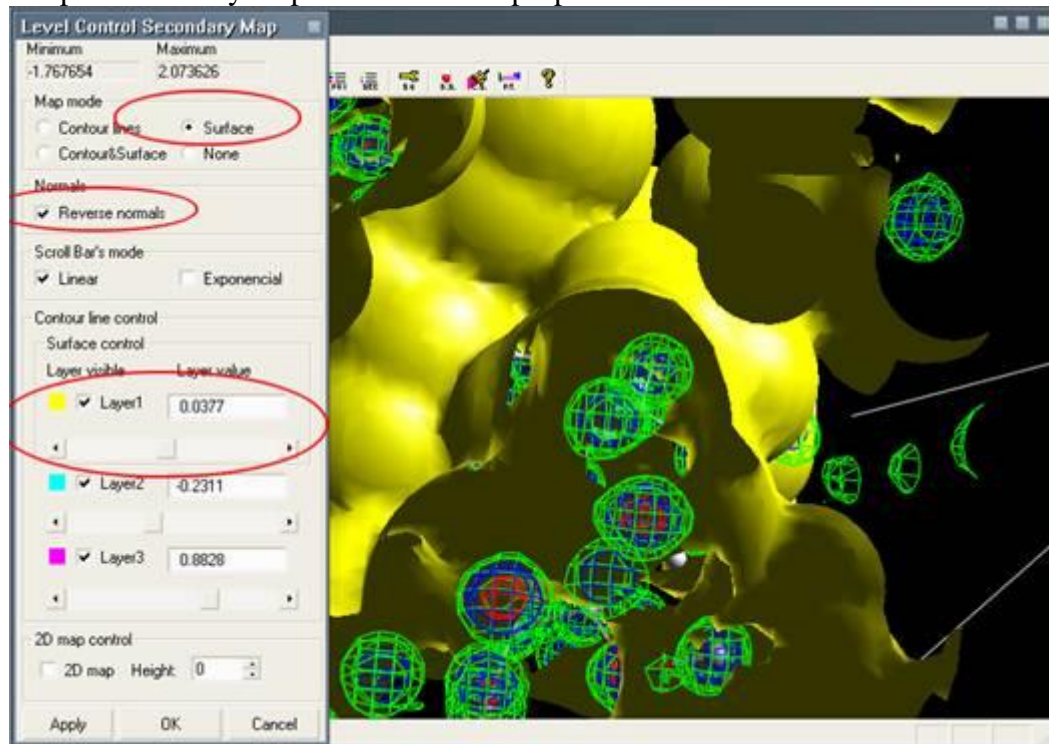 Level Control Secondary Map
Minimum Maximum
-1.767654 2.073626
Map mode
Contour lines Surface
Contour&Surface None
Normals
Reverse normals
Scroll Bar's mode
Linear Exponencial
Contour line control
Surface control
Layer visible Layer value
Layer1 0.0377
Layer2 -0.2311
Layer3 0.8828
2D map control
2D map Height: 0
Apply OK Cancel